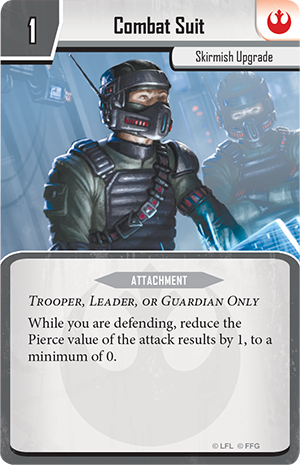 1
Combat Suit
Skirmish Upgrade
ATTACHMENT
TROOPER, LEADER, OR GUARDIAN ONLY
While you are defending, reduce the
Pierce value of the attack results by 1, to a
minimum of 0.
© LFL © FFG